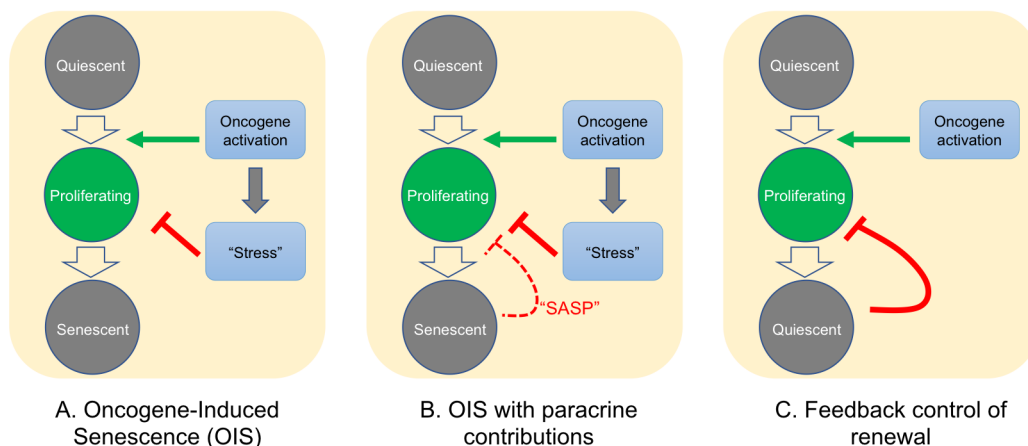 Quiescent
Oncogene
activation
Proliferating
“Stress”
Senescent
A. Oncogene-Induced
Senescence (OIS)
Quiescent
Oncogene
activation
Proliferating
“Stress”
“SASP”
Senescent
B. OIS with paracrine
contributions
Quiescent
Oncogene
activation
Proliferating
Quiescent
C. Feedback control of
renewal